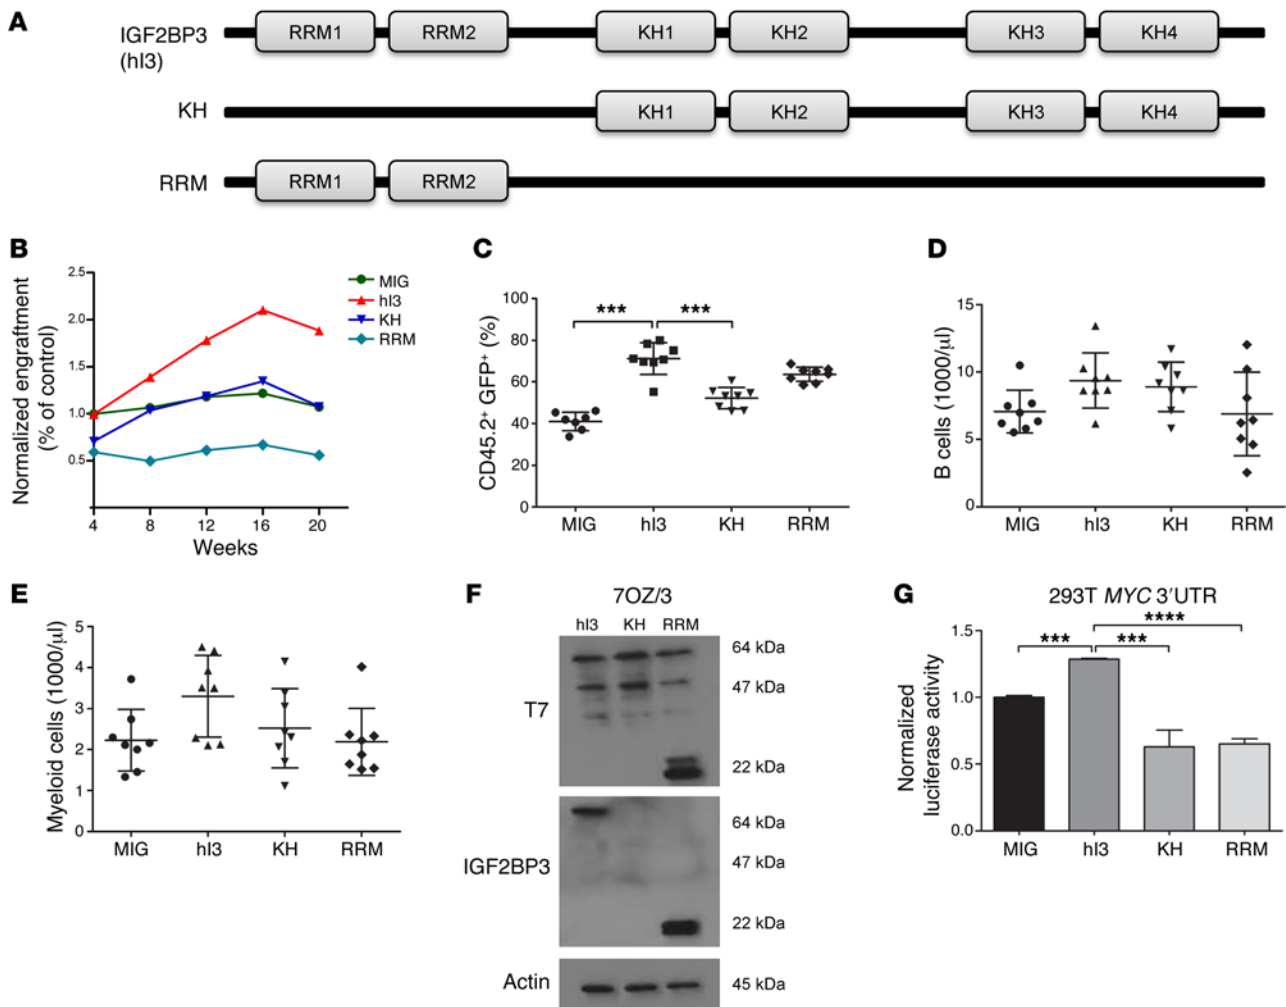 A
IGF2BP3
(hI3)
RRM1 RRM2 KH1 KH2 KH3 KH4
KH
KH1 KH2 KH3 KH4
RRM
RRM1 RRM2
B
Normalized engraftment
(% of control)
2.5
2.0
1.5
1.0
0.5
4 8 12 16 20
Weeks
MIG
hI3
KH
RRM
C
CD45.2+ GFP+ (%)
100
80
60
40
20
0
*** ***
MIG hI3 KH RRM
D
B cells (1000/µl)
15
10
5
0
MIG hI3 KH RRM
E
Myeloid cells (1000/µl)
5
4
3
2
1
0
MIG hI3 KH RRM
F
7OZ/3
hI3 KH RRM
T7
64 kDa
47 kDa
22 kDa
IGF2BP3
64 kDa
47 kDa
22 kDa
Actin
45 kDa
G
293T MYC 3′UTR
Normalized
luciferase activity
1.5
1.0
0.5
0.0
****
*** ***
MIG hI3 KH RRM